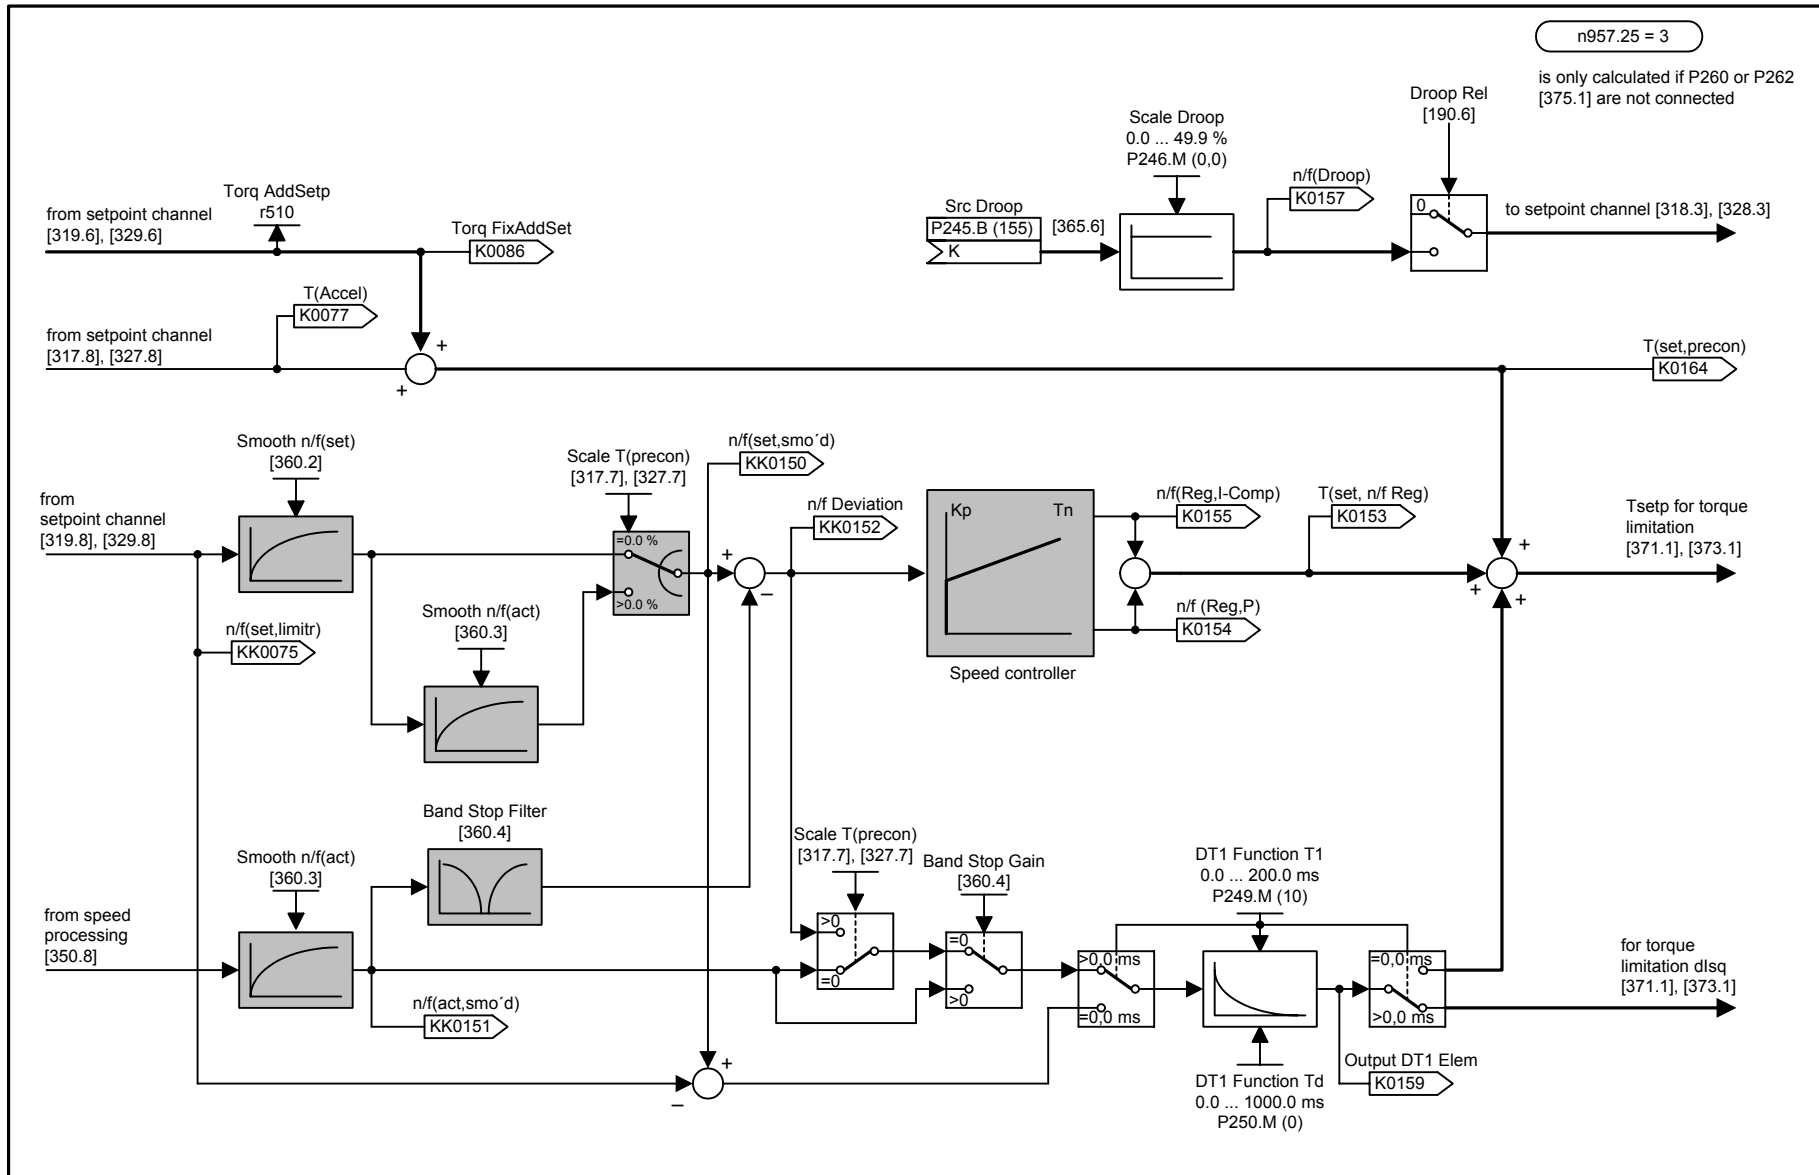 n957.25 = 3
is only calculated if P260 or P262
[375.1] are not connected
Droop Rel
[190.6]
Scale Droop
0.0 ... 49.9 %
P246.M (0,0)
n/f(Droop)
K0157
Src Droop
P245.B (155)
K
[365.6]
0
to setpoint channel [318.3], [328.3]
Torq AddSetp
r510
from setpoint channel
[319.6], [329.6]
Torq FixAddSet
K0086
T(Accel)
K0077
from setpoint channel
[317.8], [327.8]
+
+
T(set,precon)
K0164
Smooth n/f(set)
[360.2]
Scale T(precon)
[317.7], [327.7]
n/f(set,smo´d)
KK0150
from
setpoint channel
[319.8], [329.8]
=0.0 %
>0.0 %
n/f Deviation
KK0152
+
–
Kp
Tn
Speed controller
n/f(Reg,I-Comp)
K0155
T(set, n/f Reg)
K0153
n/f (Reg,P)
K0154
+
+
+
Tsetp for torque
limitation
[371.1], [373.1]
n/f(set,limitr)
KK0075
Smooth n/f(act)
[360.3]
Band Stop Filter
[360.4]
Smooth n/f(act)
[360.3]
from speed
processing
[350.8]
n/f(act,smo´d)
KK0151
Scale T(precon)
[317.7], [327.7]
>0
=0
Band Stop Gain
[360.4]
=0
>0
DT1 Function T1
0.0 ... 200.0 ms
P249.M (10)
>0,0 ms
=0,0 ms
=0,0 ms
>0,0 ms
for torque
limitation dIsq
[371.1], [373.1]
Output DT1 Elem
K0159
DT1 Function Td
0.0 ... 1000.0 ms
P250.M (0)
+
–